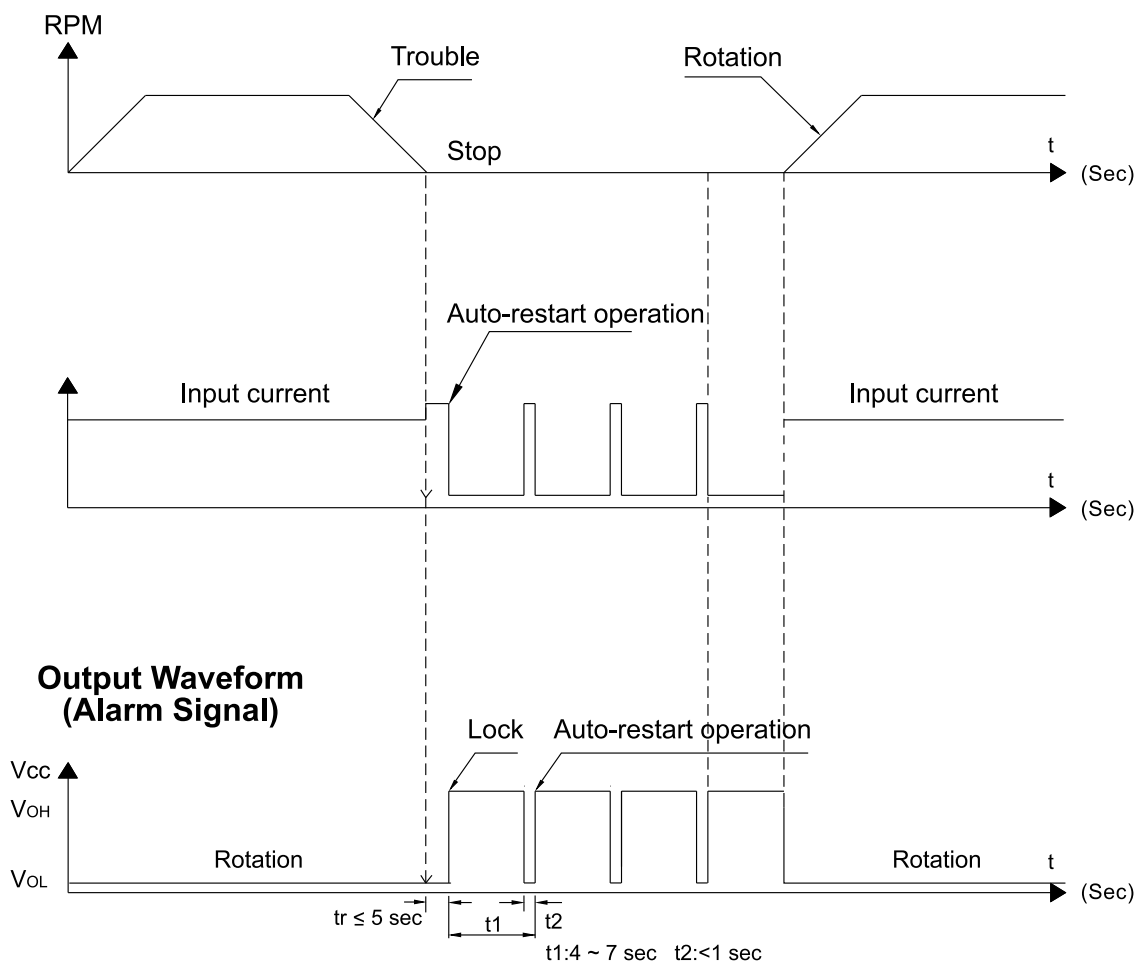 RPM
Trouble
Rotation
Stop
t
(Sec)
Auto-restart operation
Input current
Input current
t
(Sec)
Output Waveform
(Alarm Signal)
Lock
Auto-restart operation
Vcc
VOH
VOL
Rotation
Rotation
t
(Sec)
tr ≤ 5 sec
t1
t2
t1:4 ~ 7 sec t2:<1 sec